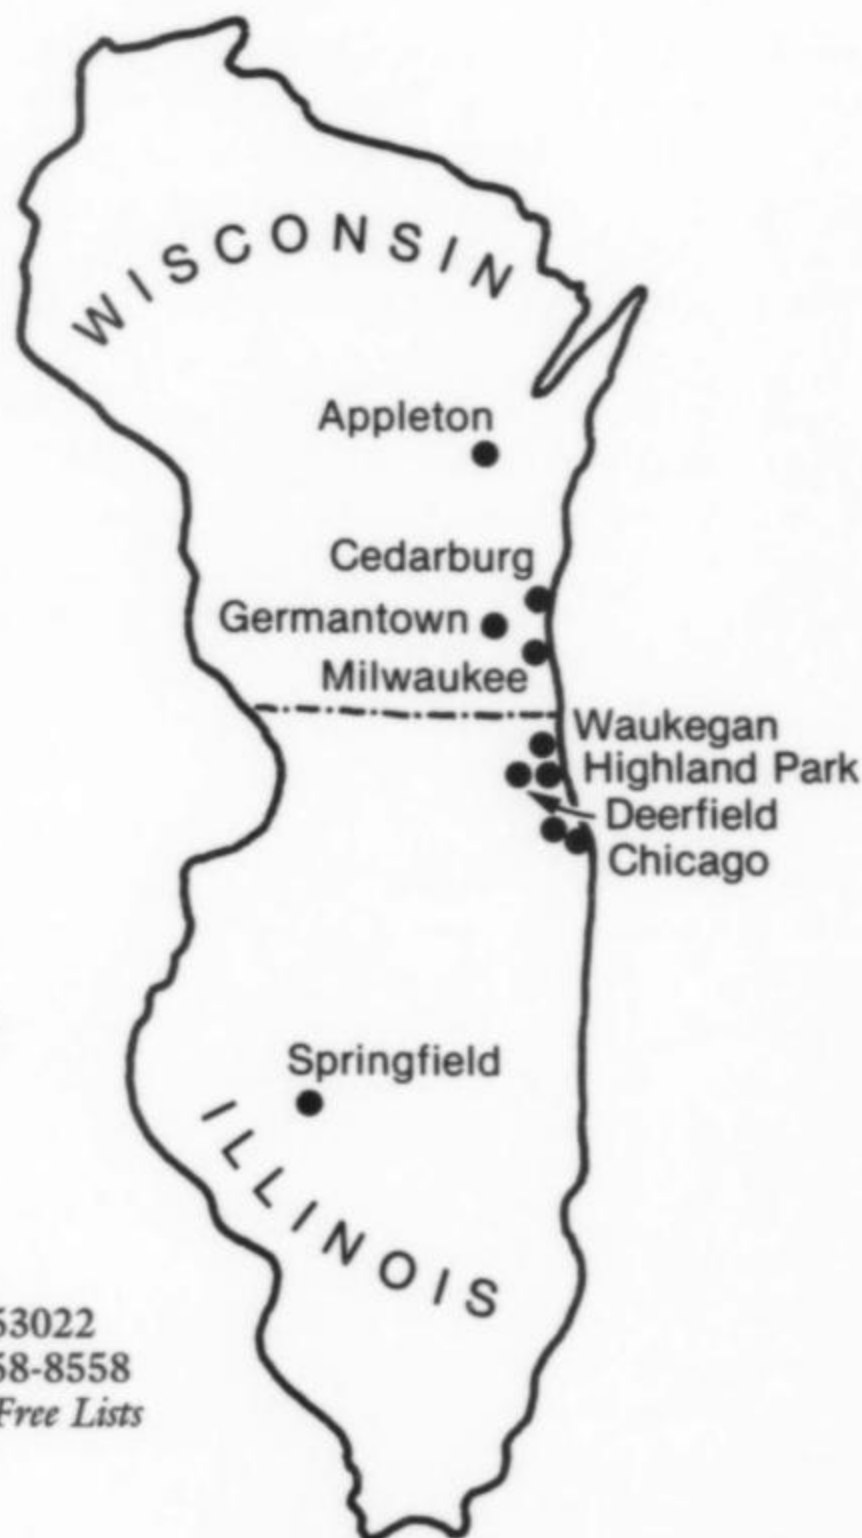 WISCONSIN
Appleton
Cedarburg
Germantown
Milwaukee
Waukegan
Highland Park
Deerfield
Chicago
Springfield
ILLINOIS
53022
58-8558
Free Lists